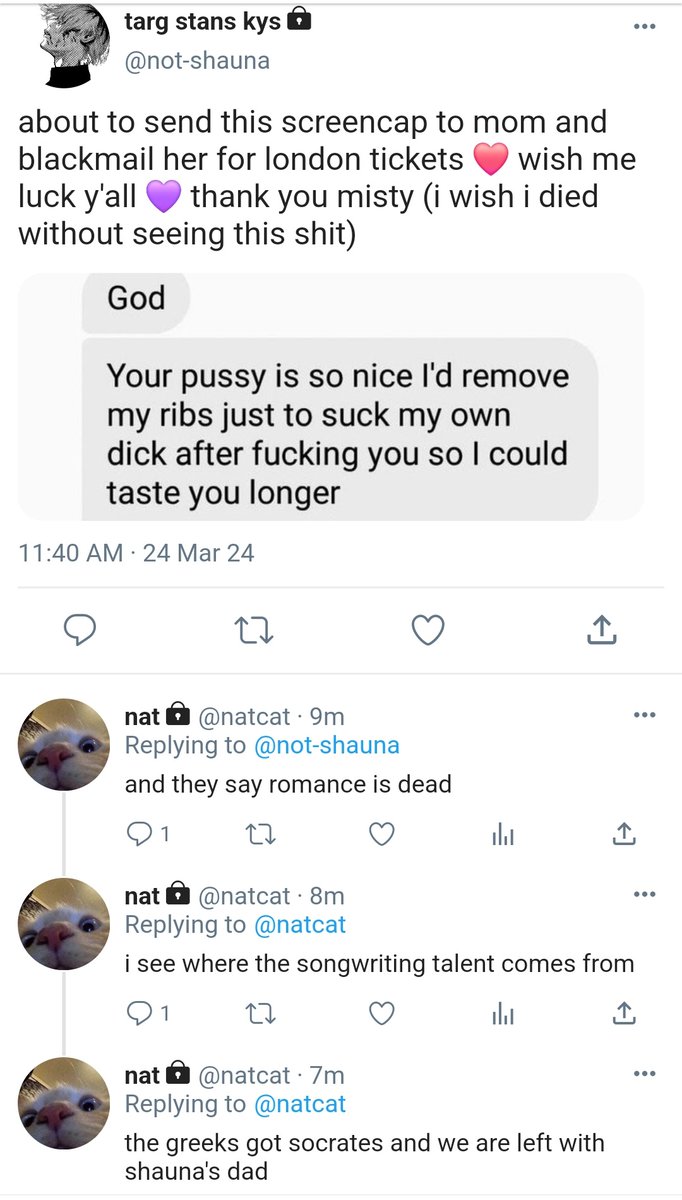 targ stans kys
@not-shauna
about to send this screencap to mom and
blackmail her for london tickets ❤️ wish me
luck y'all 💜 thank you misty (i wish i died
without seeing this shit)
God
Your pussy is so nice I'd remove
my ribs just to suck my own
dick after fucking you so I could
taste you longer
11:40 AM · 24 Mar 24
nat @natcat · 9m
Replying to @not-shauna
and they say romance is dead
1
nat @natcat · 8m
Replying to @natcat
i see where the songwriting talent comes from
1
nat @natcat · 7m
Replying to @natcat
the greeks got socrates and we are left with
shauna's dad